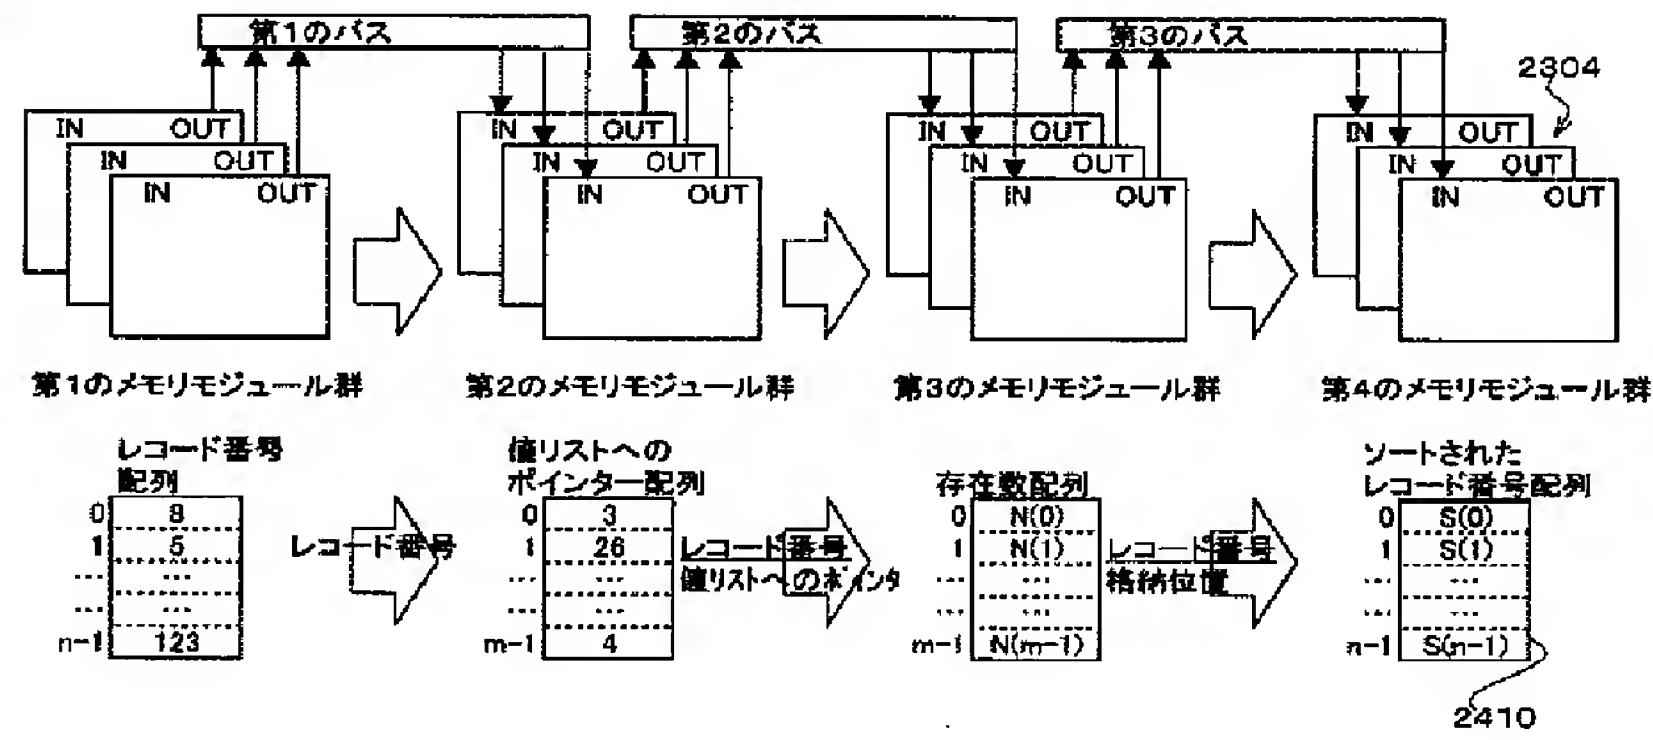 第1のバス
第2のバス
第3のバス
2304
IN OUT
IN OUT
IN OUT
IN OUT
IN OUT
IN OUT
IN OUT
IN OUT
IN OUT
IN OUT
IN OUT
IN OUT
第1のメモリモジュール群
第2のメモリモジュール群
第3のメモリモジュール群
第4のメモリモジュール群
レコード番号
配列
0 8
1 5
... ...
... ...
n-1 123
レコード番号
値リストへの
ポインター配列
0 3
1 26
... ...
... ...
m-1 4
レコード番号
値リストへのポインタ
存在数配列
0 N(0)
1 N(1)
... ...
... ...
m-1 N(m-1)
レコード番号
格納位置
ソートされた
レコード番号配列
0 S(0)
1 S(1)
... ...
... ...
n-1 S(n-1)
2410